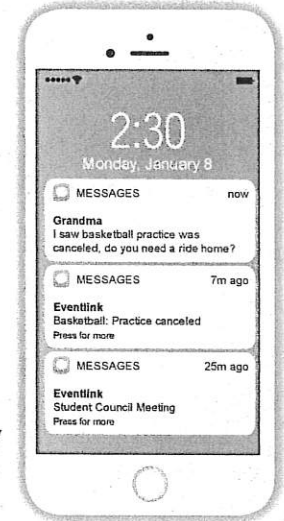 2:30
Monday, January 8
MESSAGES now
Grandma
I saw basketball practice was
canceled, do you need a ride home?
MESSAGES 7m ago
Eventlink
Basketball: Practice canceled
Press for more
MESSAGES 25m ago
Eventlink
Student Council Meeting
Press for more